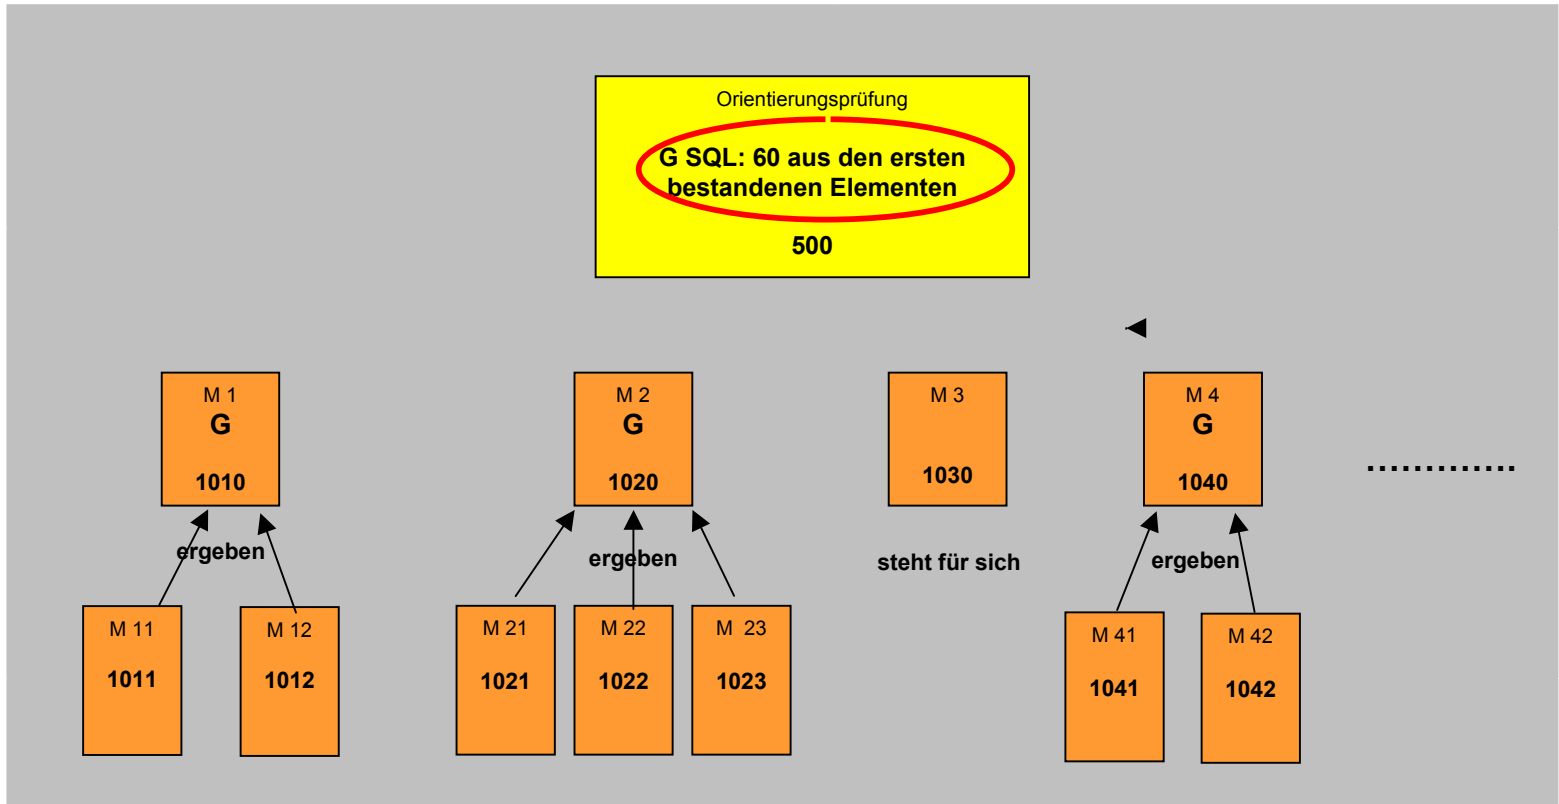 Orientierungsprüfung
G SQL: 60 aus den ersten
bestandenen Elementen
500
M 1
G
1010
M 2
G
1020
M 3
1030
M 4
G
1040
.............
ergeben
ergeben
steht für sich
ergeben
M 11
1011
M 12
1012
M 21
1021
M 22
1022
M 23
1023
M 41
1041
M 42
1042